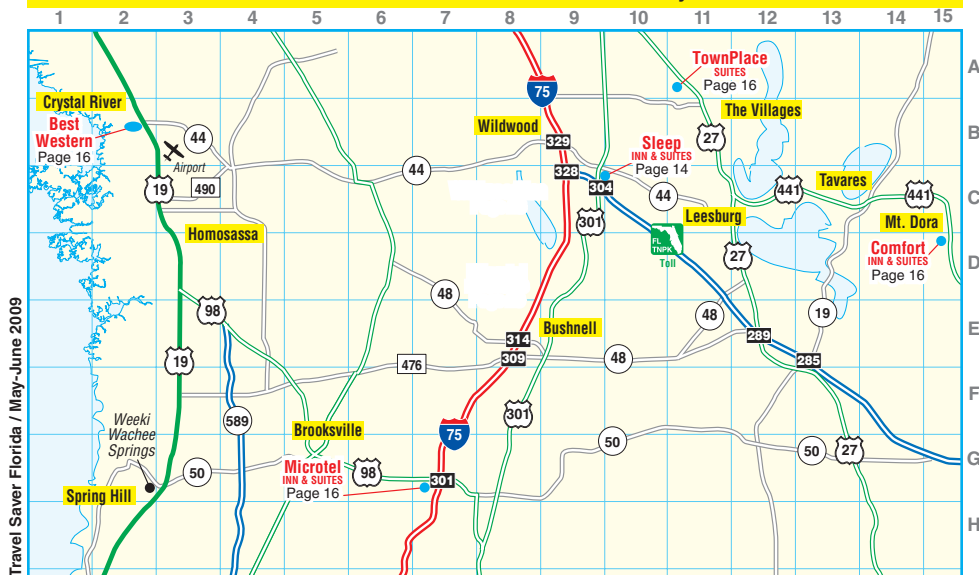 1 2 3 4 5 6 7 8 9 10 11 12 13 14 15
A
TownPlace
SUITES
Page 16
75
Crystal River
The Villages
Best
Western
Page 16
44
Wildwood
27
B
329
Airport
Sleep
INN & SUITES
Page 14
44
328
19
490
304
44
441
Tavares
441
C
301
Leesburg
Mt. Dora
Homosassa
FL
TNPK
Toll
27
Comfort
INN & SUITES
Page 16
D
48
98
48
19
Bushnell
E
314
289
19
309
48
285
476
F
301
589
Weeki
Wachee
Springs
Brooksville
75
50
50
27
G
Microtel
INN & SUITES
Page 16
50
98
301
Spring Hill
H
Travel Saver Florida / May-June 2009